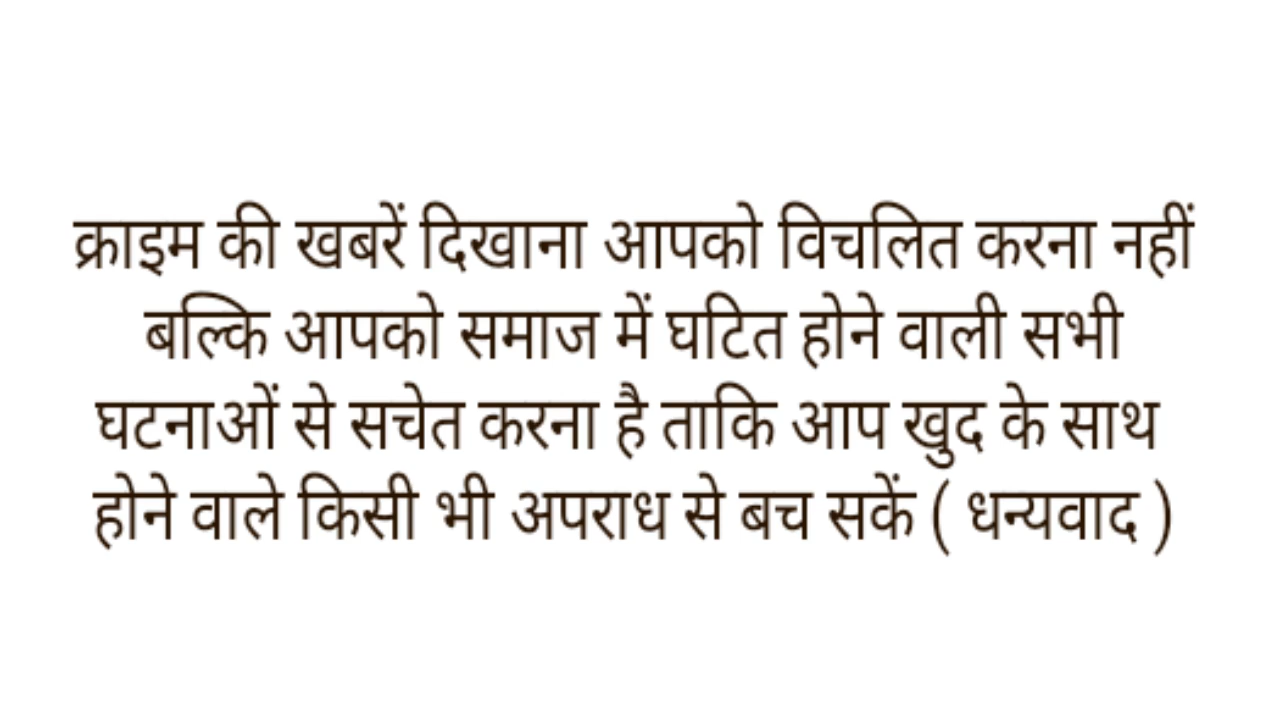 क्राइम की खबरें दिखाना आपको विचलित करना नहीं
बल्कि आपको समाज में घटित होने वाली सभी
घटनाओं से सचेत करना है ताकि आप खुद के साथ
होने वाले किसी भी अपराध से बच सकें ( धन्यवाद )